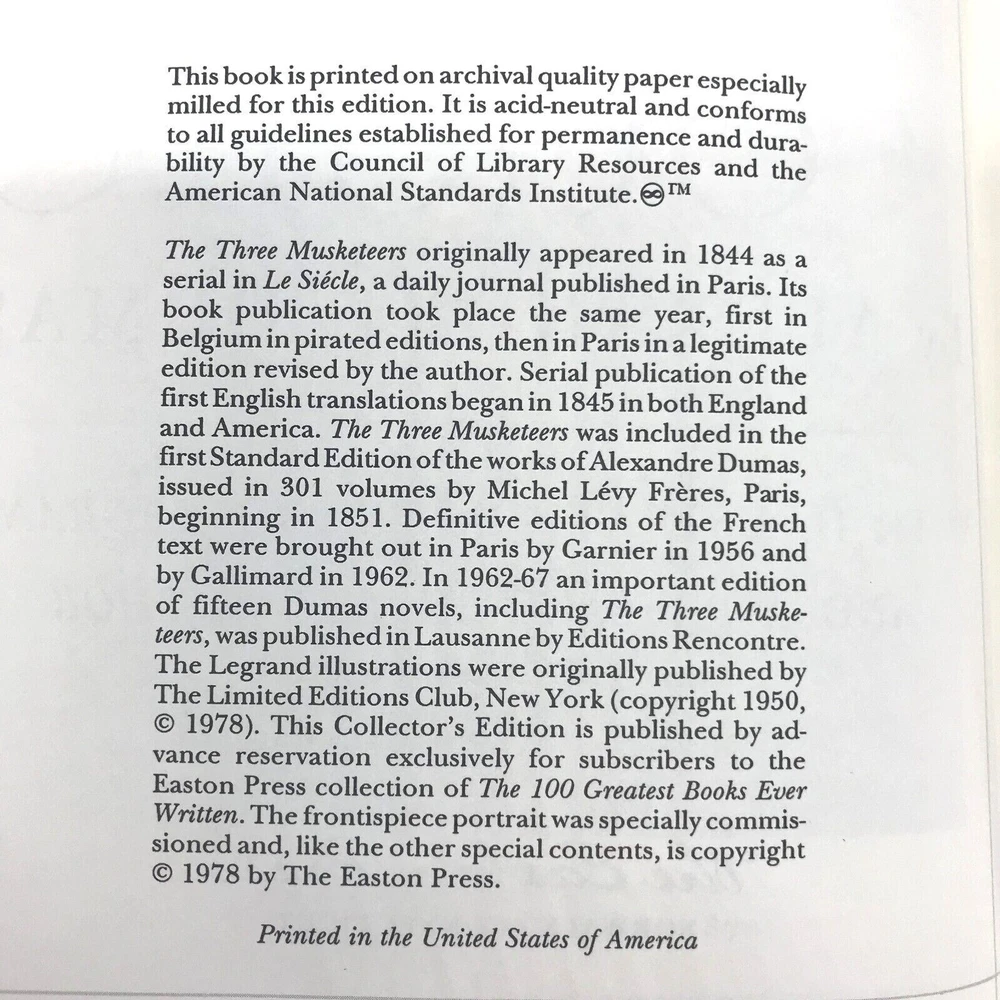 This book is printed on archival quality paper especially
milled for this edition. It is acid-neutral and conforms
to all guidelines established for permanence and dura-
bility by the Council of Library Resources and the
American National Standards Institute.♾™
The Three Musketeers originally appeared in 1844 as a
serial in Le Siécle, a daily journal published in Paris. Its
book publication took place the same year, first in
Belgium in pirated editions, then in Paris in a legitimate
edition revised by the author. Serial publication of the
first English translations began in 1845 in both England
and America. The Three Musketeers was included in the
first Standard Edition of the works of Alexandre Dumas,
issued in 301 volumes by Michel Lévy Frères, Paris,
beginning in 1851. Definitive editions of the French
text were brought out in Paris by Garnier in 1956 and
by Gallimard in 1962. In 1962-67 an important edition
of fifteen Dumas novels, including The Three Muske-
teers, was published in Lausanne by Editions Rencontre.
The Legrand illustrations were originally published by
The Limited Editions Club, New York (copyright 1950,
© 1978). This Collector's Edition is published by ad-
vance reservation exclusively for subscribers to the
Easton Press collection of The 100 Greatest Books Ever
Written. The frontispiece portrait was specially commis-
sioned and, like the other special contents, is copyright
© 1978 by The Easton Press.
Printed in the United States of America